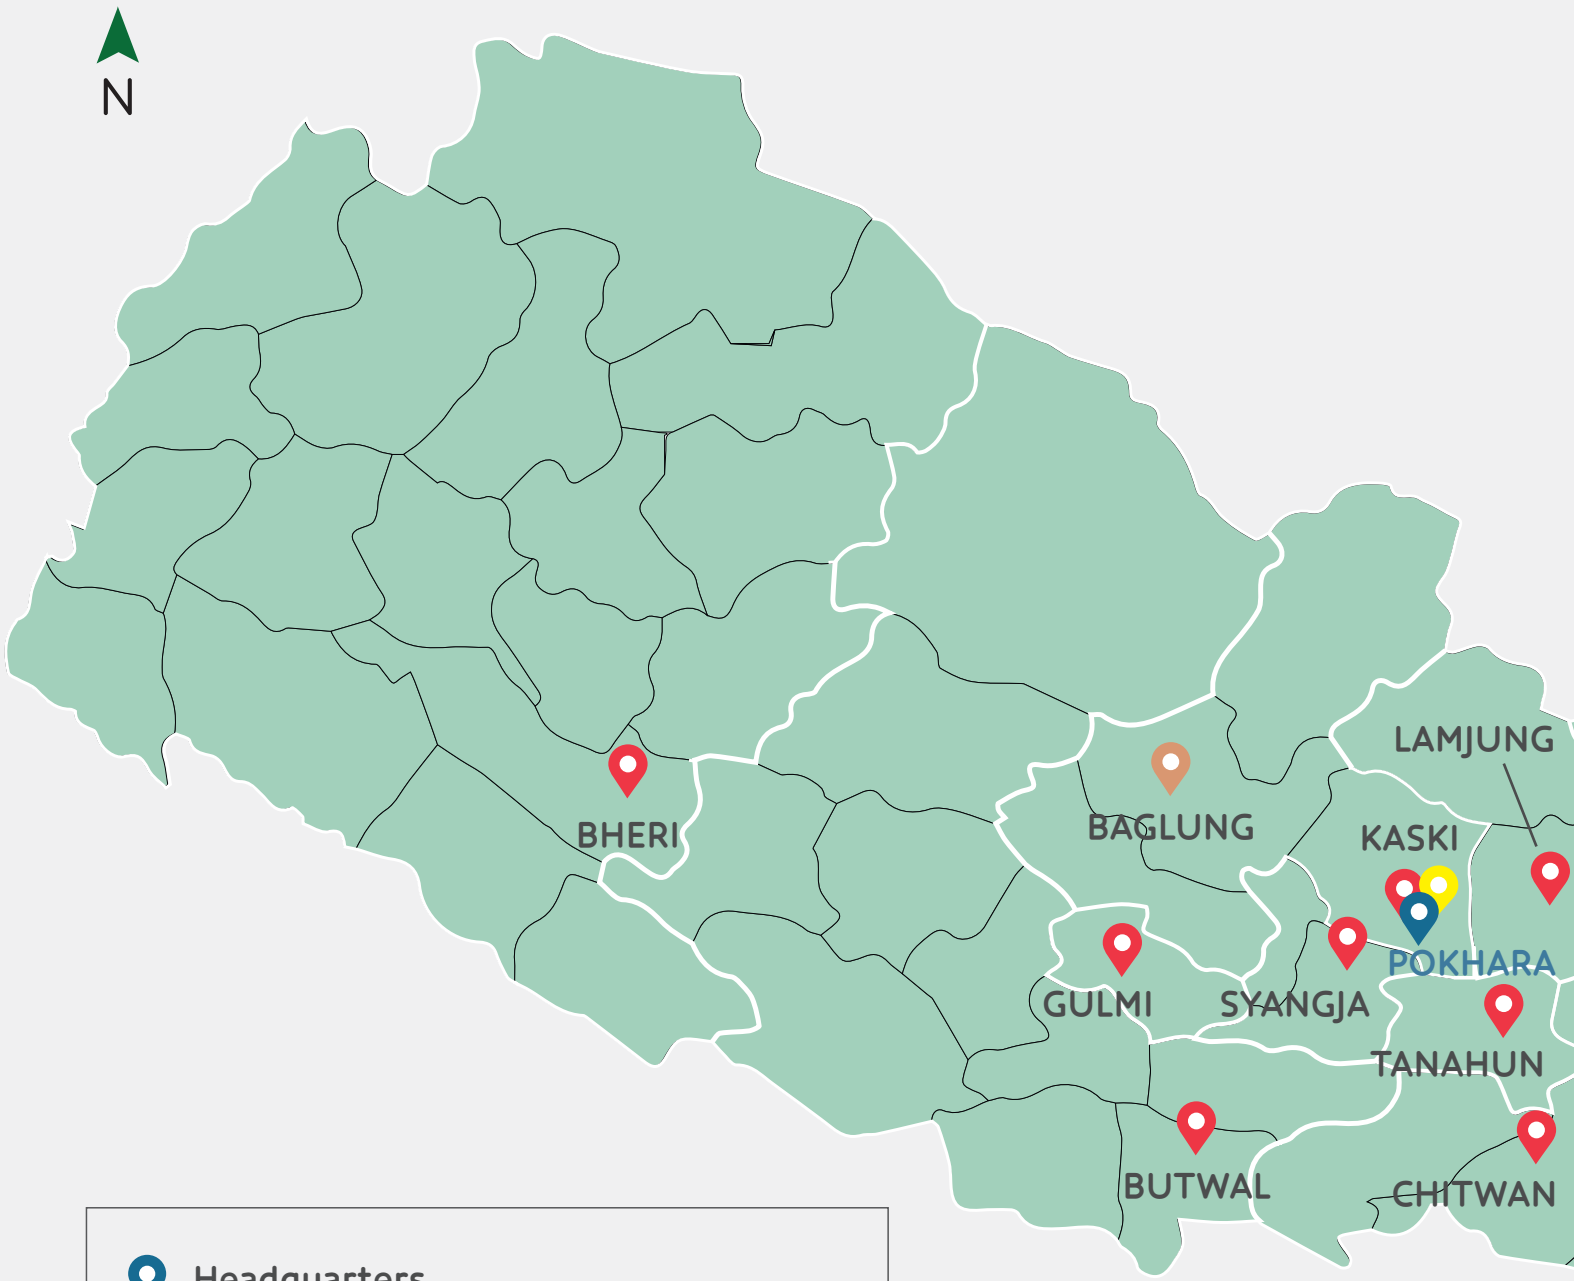 N
LAMJUNG
BHERI
BAGLUNG
KASKI
POKHARA
GULMI
SYANGJA
TANAHUN
BUTWAL
CHITWAN
Headquarters